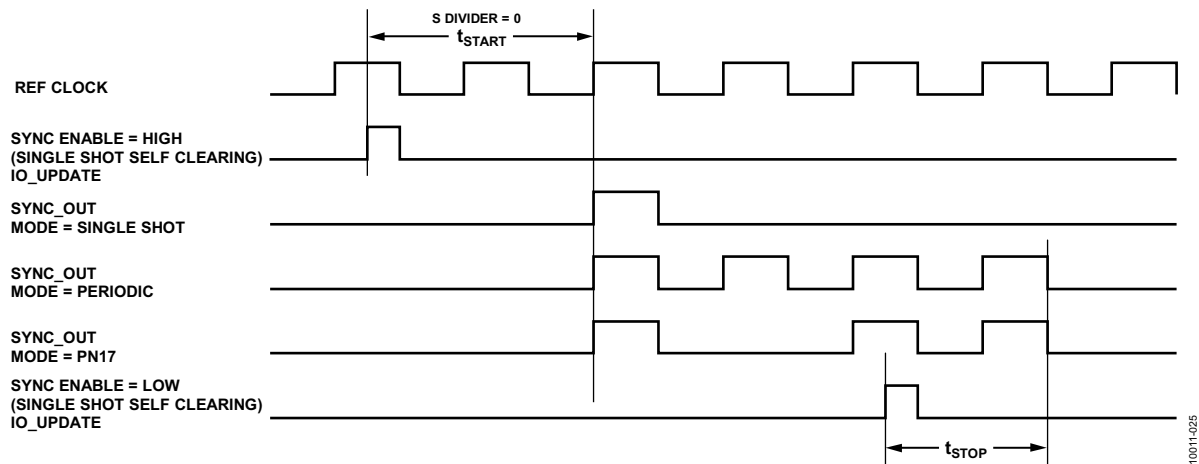 S DIVIDER = 0
tSTART
REF CLOCK
SYNC ENABLE = HIGH
(SINGLE SHOT SELF CLEARING)
IO_UPDATE
SYNC_OUT
MODE = SINGLE SHOT
SYNC_OUT
MODE = PERIODIC
SYNC_OUT
MODE = PN17
SYNC ENABLE = LOW
(SINGLE SHOT SELF CLEARING)
IO_UPDATE
tSTOP
10011-025